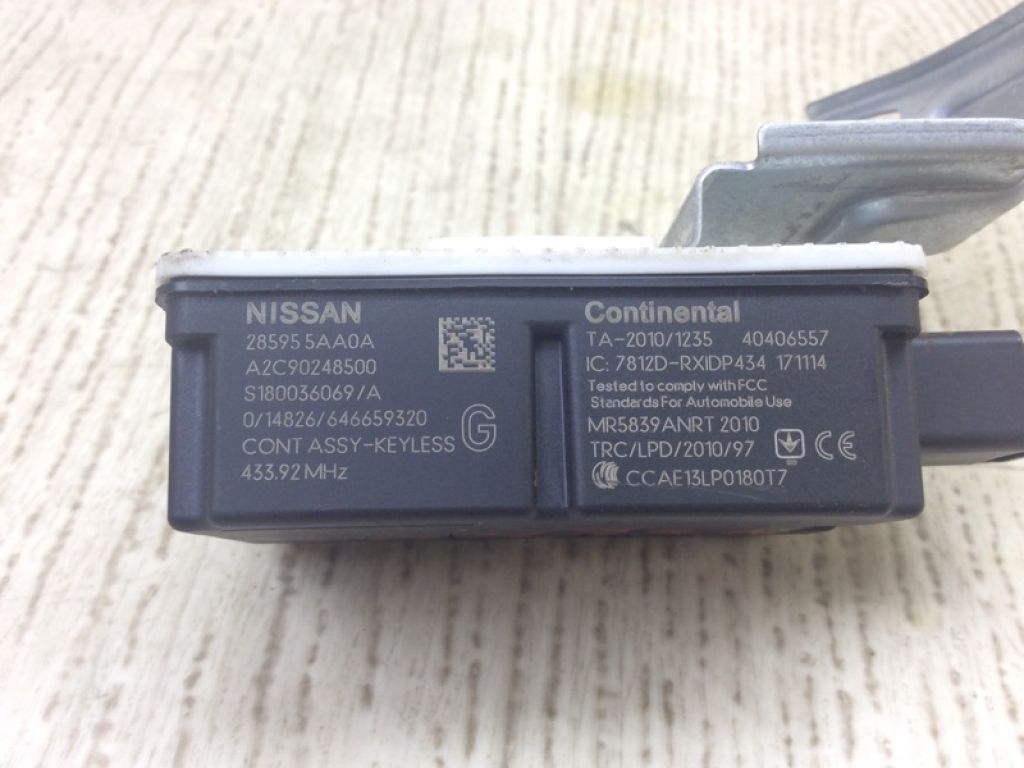 NISSAN
28595 5AA0A
A2C90248500
S180036069/A
0/14826/646659320
CONT ASSY-KEYLESS
433.92 MHz
G
Continental
TA-2010/1235 40406557
IC: 7812D-RXIDP434 171114
Tested to comply with FCC
Standards For Automobile Use
MR5839ANRT 2010
TRC/LPD/2010/97
CE
CCAE13LP0180T7